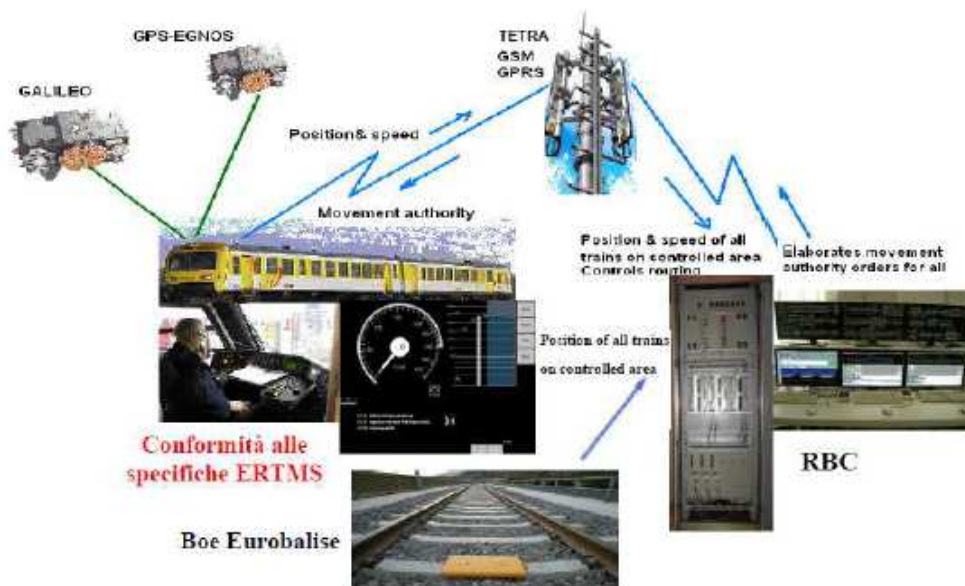 GPS-EGNOS
GALILEO
TETRA
GSM
GPRS
Position& speed
Movement authority
Position & speed of all
trains on controlled area
Controls routing
Elaborates movement
authority orders for all
Position of all trains
on controlled area
Conformità alle
specifiche ERTMS
RBC
Boe Eurobalise